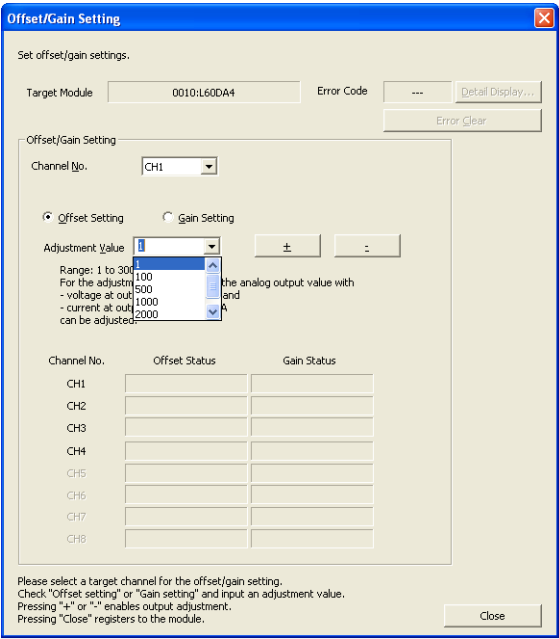 Offset/Gain Setting
Set offset/gain settings.
Target Module 0010:L60DA4 Error Code --- Detail Display...
Error Clear
Offset/Gain Setting
Channel No. CH1
Offset Setting Gain Setting
Adjustment Value 1 + -
1
100
500
1000
2000
Range: 1 to 300
For the adjustm the analog output value with
- voltage at out and
- current at out A
can be adjusted.
Channel No. Offset Status Gain Status
CH1
CH2
CH3
CH4
CH5
CH6
CH7
CH8
Please select a target channel for the offset/gain setting.
Check "Offset setting" or "Gain setting" and input an adjustment value.
Pressing "+" or "-" enables output adjustment.
Pressing "Close" registers to the module.
Close